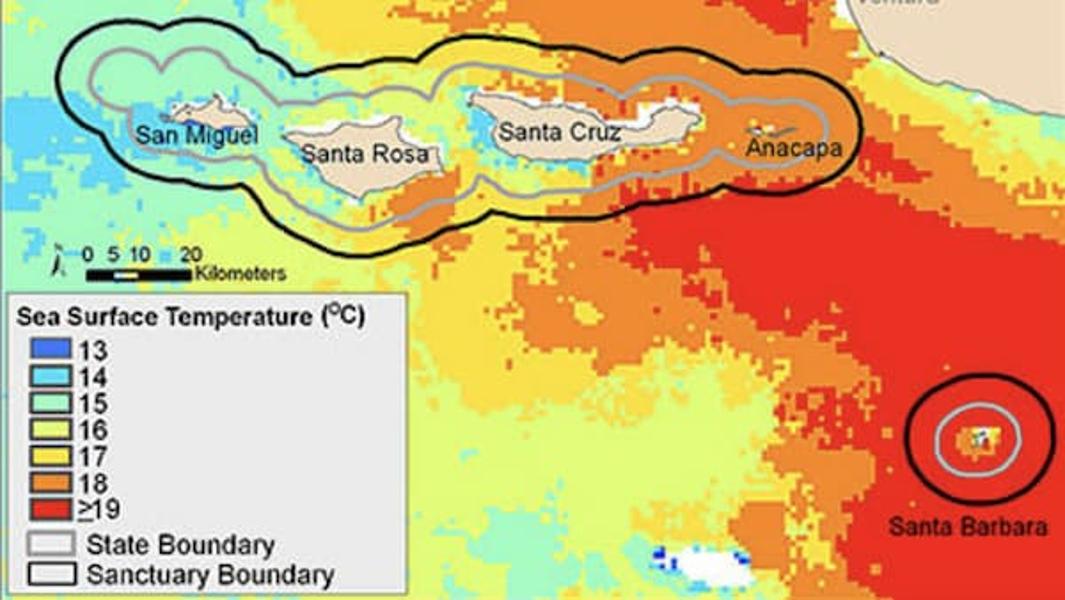 Ventura
San Miguel
Santa Rosa
Santa Cruz
Anacapa
N
0 5 10 20
Kilometers
Sea Surface Temperature (⁰C)
13
14
15
16
17
18
≥19
State Boundary
Sanctuary Boundary
Santa Barbara